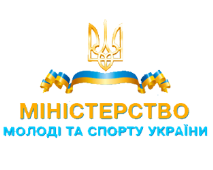 МІНІСТЕРСТВО
МОЛОДІ ТА СПОРТУ УКРАЇНИ